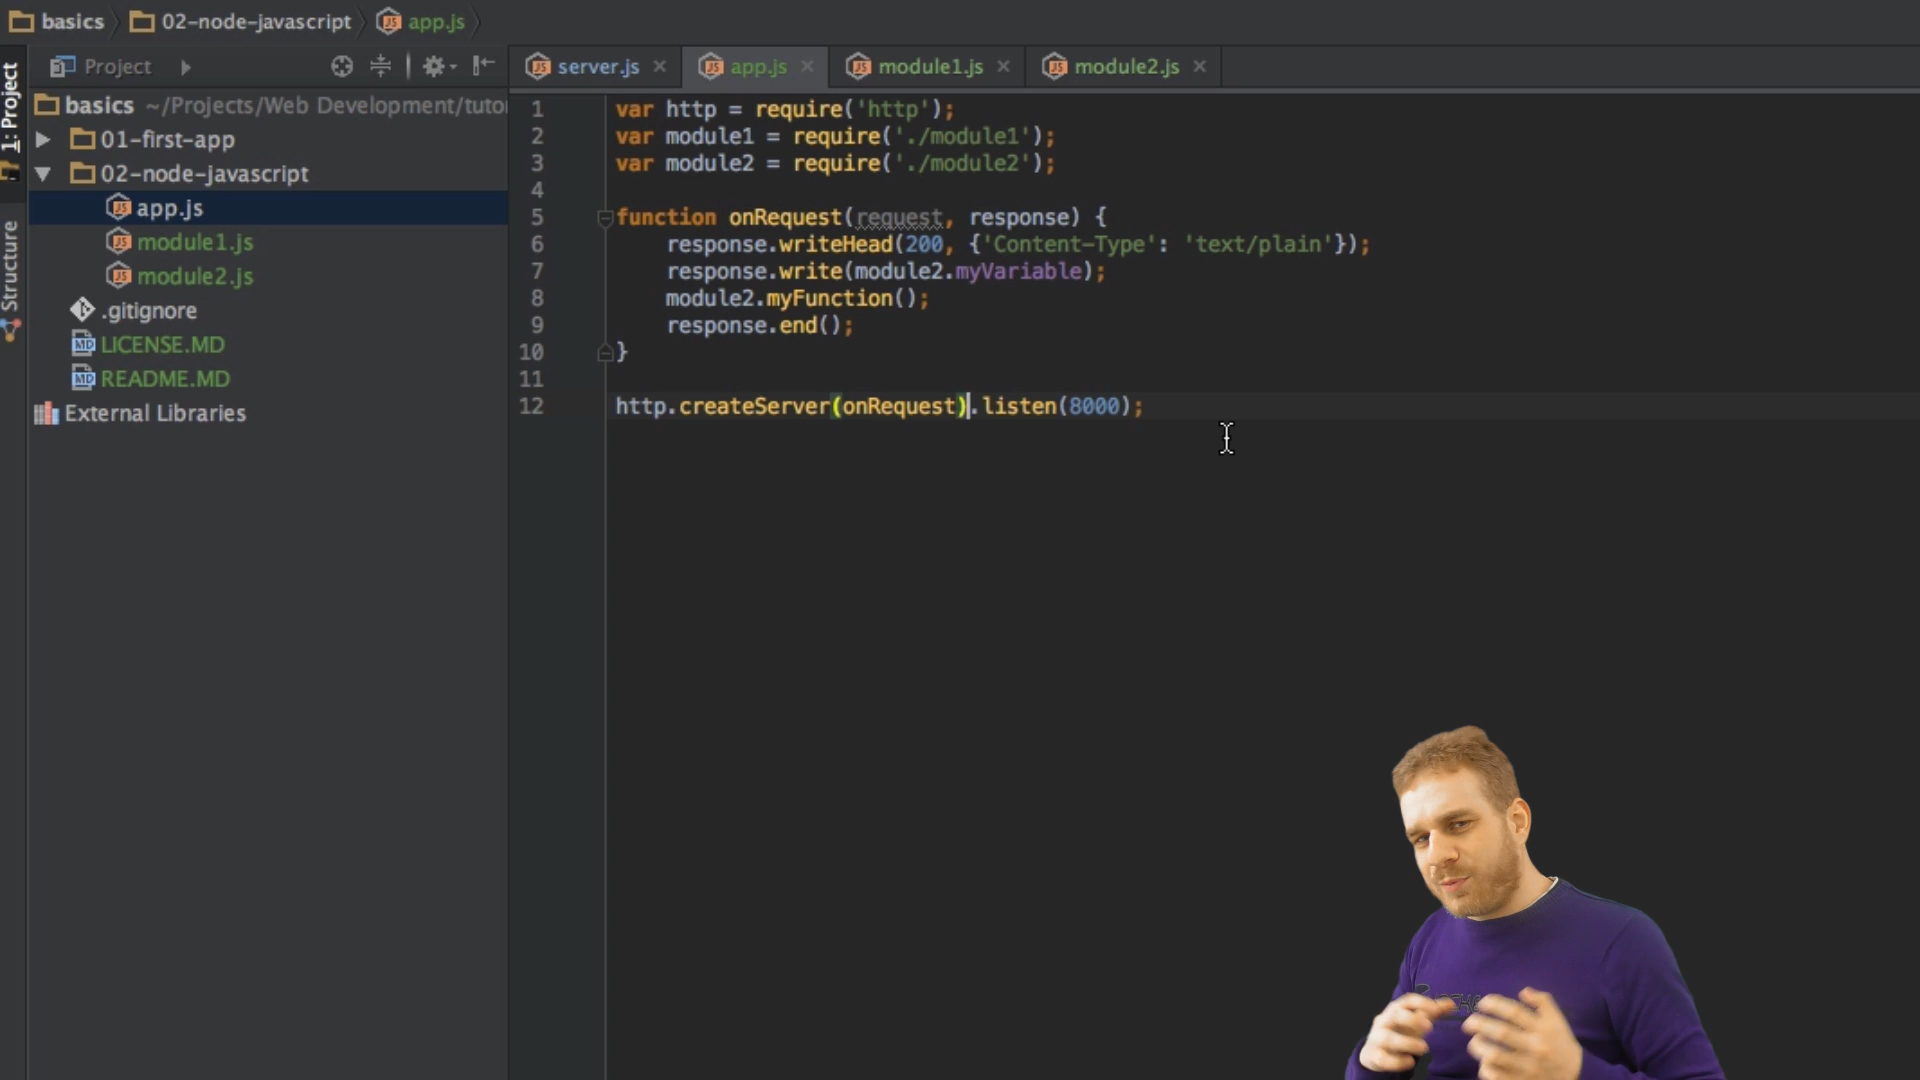 basics 02-node-javascript app.js
1: Project
Structure
Project
server.js app.js module1.js module2.js
basics ~/Projects/Web Development/tuto
01-first-app
02-node-javascript
app.js
module1.js
module2.js
.gitignore
LICENSE.MD
README.MD
External Libraries
1 var http = require('http');
2 var module1 = require('./module1');
3 var module2 = require('./module2');
4
5 function onRequest(request, response) {
6 response.writeHead(200, {'Content-Type': 'text/plain'});
7 response.write(module2.myVariable);
8 module2.myFunction();
9 response.end();
10 }
11
12 http.createServer(onRequest).listen(8000);